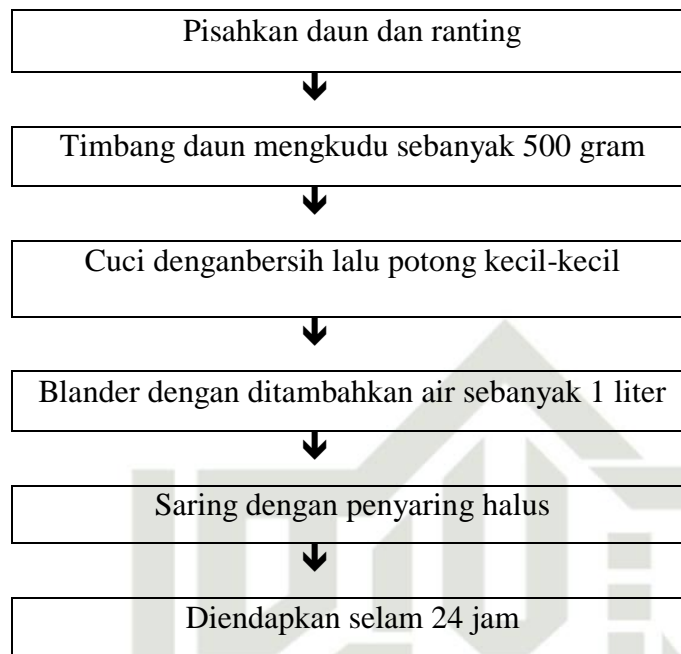 Pisahkan daun dan ranting
Timbang daun mengkudu sebanyak 500 gram
Cuci denganbersih lalu potong kecil-kecil
Blander dengan ditambahkan air sebanyak 1 liter
Saring dengan penyaring halus
Diendapkan selam 24 jam